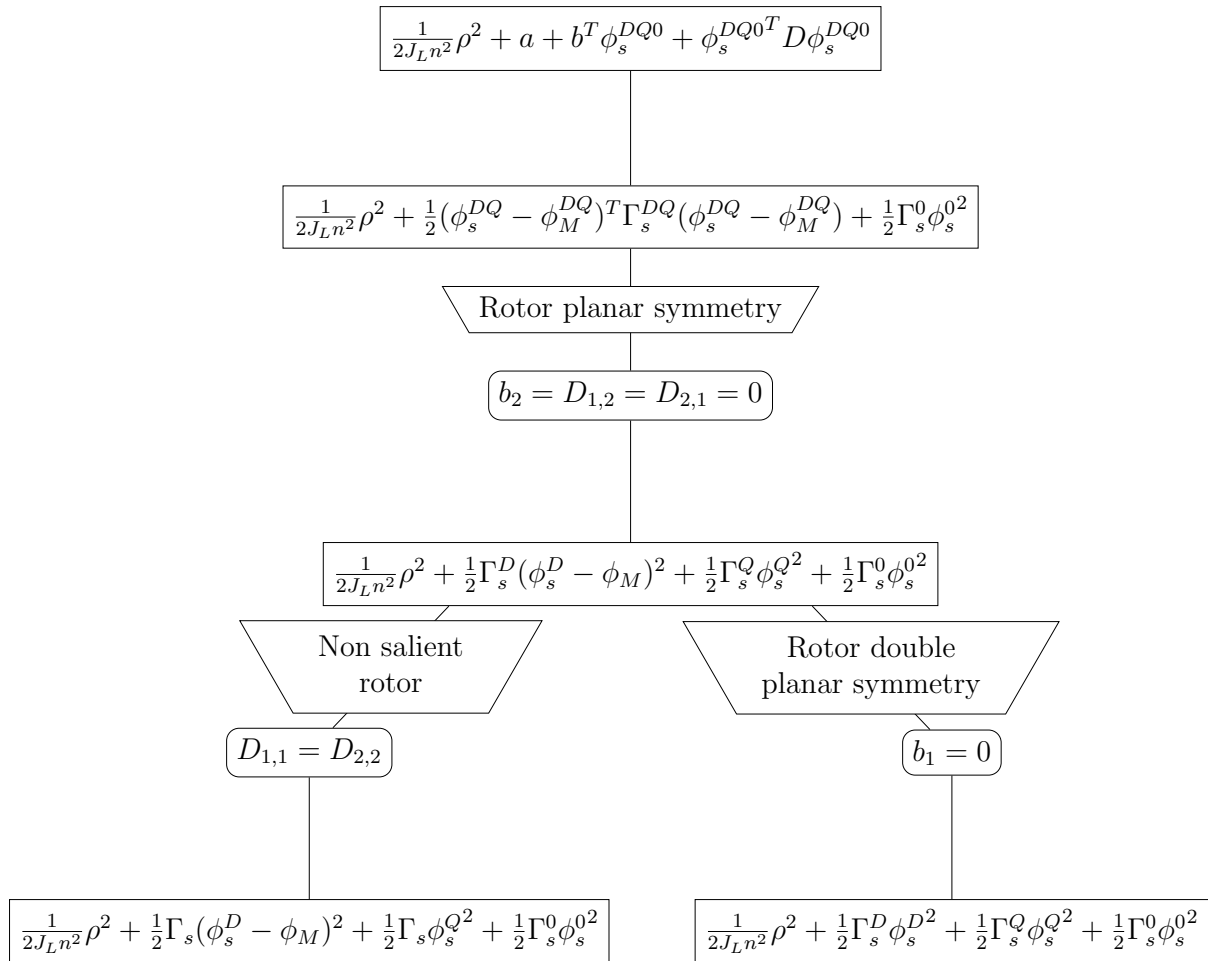 $\frac{1}{2J_L n^2}\rho^2 + a + b^T \phi_s^{DQ0} + {\phi_s^{DQ0}}^T D \phi_s^{DQ0}$
$\frac{1}{2J_L n^2}\rho^2 + \frac{1}{2}(\phi_s^{DQ} - \phi_M^{DQ})^T \Gamma_s^{DQ} (\phi_s^{DQ} - \phi_M^{DQ}) + \frac{1}{2}\Gamma_s^0 {\phi_s^0}^2$
Rotor planar symmetry
$b_2 = D_{1,2} = D_{2,1} = 0$
$\frac{1}{2J_L n^2}\rho^2 + \frac{1}{2}\Gamma_s^D (\phi_s^D - \phi_M)^2 + \frac{1}{2}\Gamma_s^Q {\phi_s^Q}^2 + \frac{1}{2}\Gamma_s^0 {\phi_s^0}^2$
Non salient
rotor
Rotor double
planar symmetry
$D_{1,1} = D_{2,2}$
$b_1 = 0$
$\frac{1}{2J_L n^2}\rho^2 + \frac{1}{2}\Gamma_s (\phi_s^D - \phi_M)^2 + \frac{1}{2}\Gamma_s {\phi_s^Q}^2 + \frac{1}{2}\Gamma_s^0 {\phi_s^0}^2$
$\frac{1}{2J_L n^2}\rho^2 + \frac{1}{2}\Gamma_s^D {\phi_s^D}^2 + \frac{1}{2}\Gamma_s^Q {\phi_s^Q}^2 + \frac{1}{2}\Gamma_s^0 {\phi_s^0}^2$